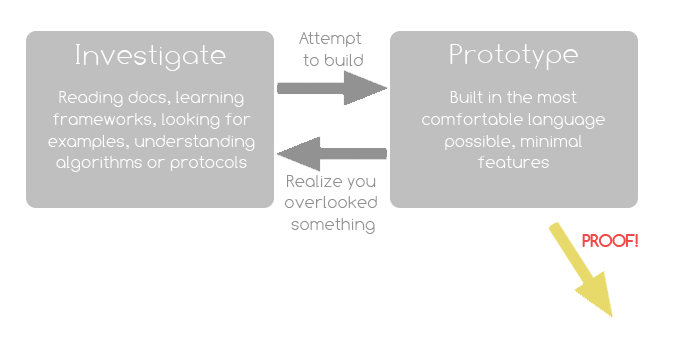 Investigate
Reading docs, learning
frameworks, looking for
examples, understanding
algorithms or protocols
Attempt
to build
Realize you
overlooked
something
Prototype
Built in the most
comfortable language
possible, minimal
features
PROOF!